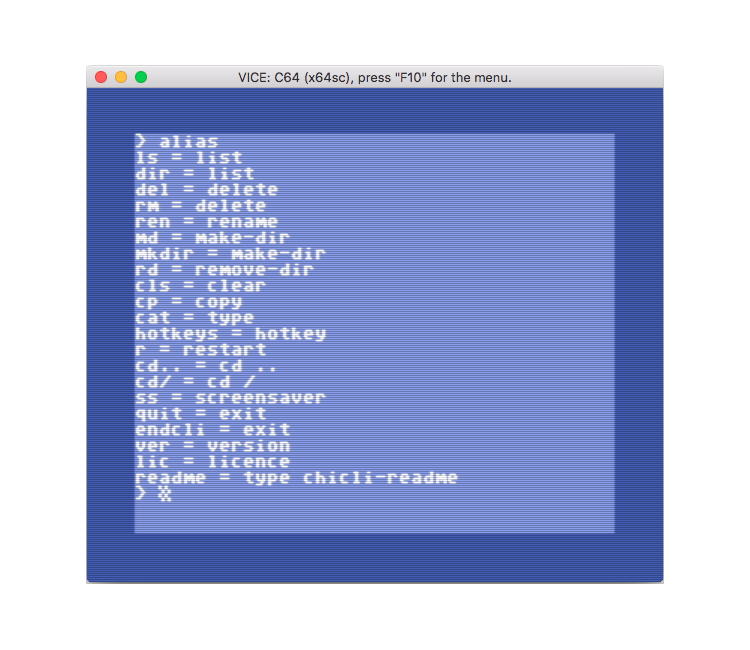 VICE: C64 (x64sc), press "F10" for the menu.
> alias
ls = list
dir = list
del = delete
rm = delete
ren = rename
md = make-dir
mkdir = make-dir
rd = remove-dir
cls = clear
cp = copy
cat = type
hotkeys = hotkey
r = restart
cd.. = cd ..
cd/ = cd /
ss = screensaver
quit = exit
endcli = exit
ver = version
lic = licence
readme = type chicli-readme
>